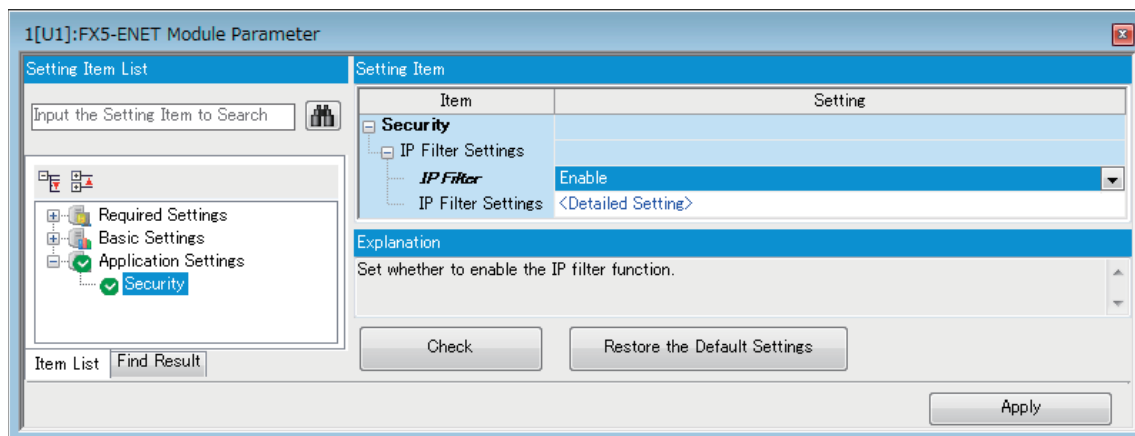 1[U1]:FX5-ENET Module Parameter
Setting Item List
Input the Setting Item to Search
Required Settings
Basic Settings
Application Settings
Security
Item List Find Result
Setting Item
Item Setting
Security
IP Filter Settings
IP Filter Enable
IP Filter Settings <Detailed Setting>
Explanation
Set whether to enable the IP filter function.
Check Restore the Default Settings
Apply